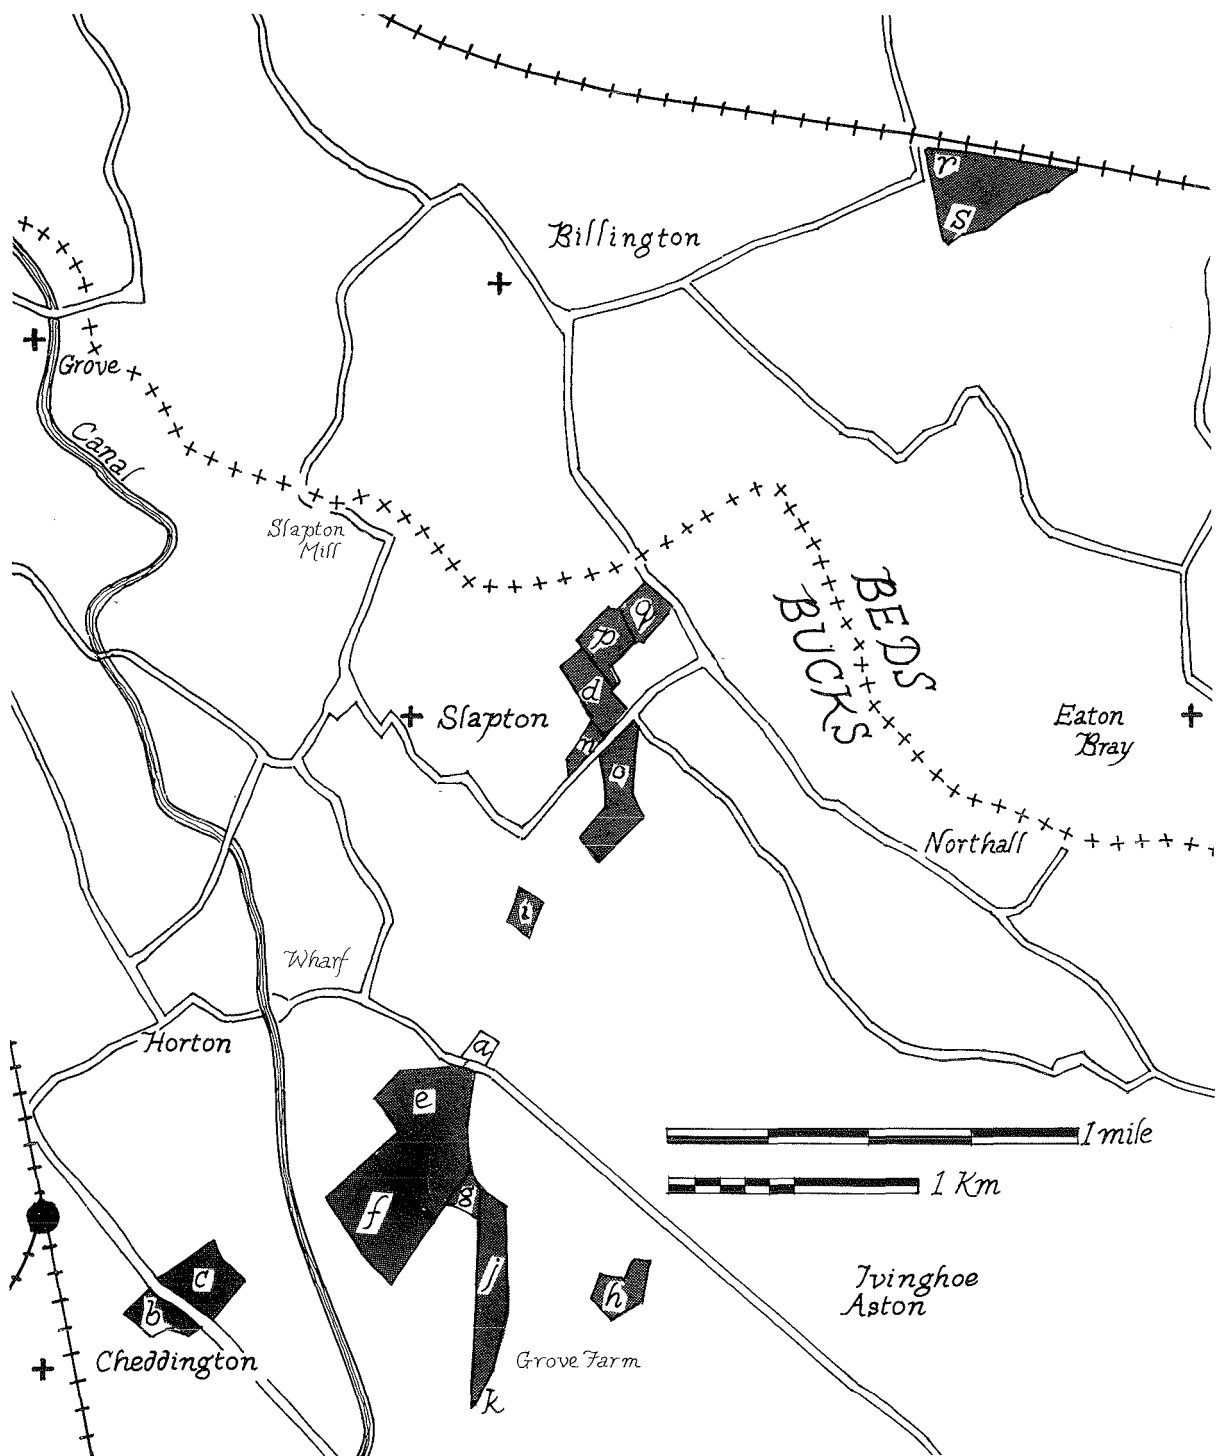 r
s
Billington
Grove
Canal
Slapton
Mill
BEDS
BUCKS
q
p
d
Slapton
n
o
Eaton
Bray
Northall
i
Wharf
Horton
a
e
1 mile
1 Km
g
f
j
h
c
b
Ivinghoe
Aston
Cheddington
Grove Farm
k